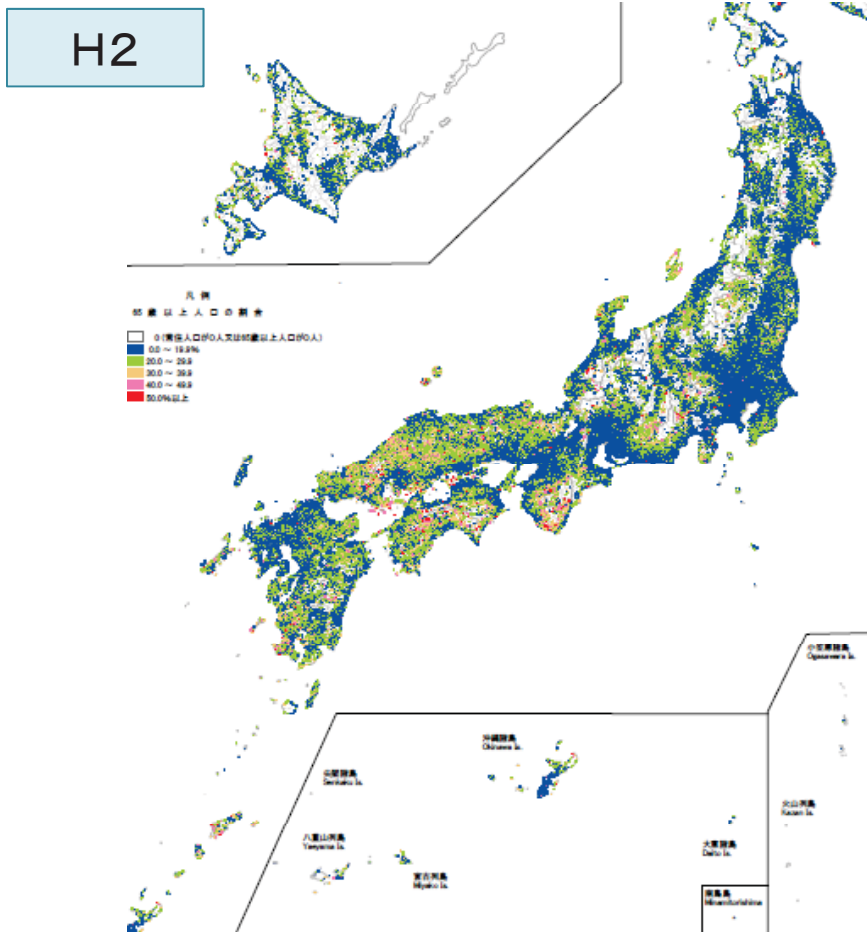 H2
凡 例
65 歳 以 上 人 口 の 割 合
0 (常住人口が0人又は65歳以上人口が0人)
0.0 ～ 19.9%
20.0 ～ 29.9
30.0 ～ 39.9
40.0 ～ 49.9
50.0%以上
小笠原諸島
Ogasawara Is.
沖縄諸島
Okinawa Is.
尖閣諸島
Senkaku Is.
火山列島
Kazan Is.
八重山列島
Yaeyama Is.
大東諸島
Daito Is.
宮古列島
Miyako Is.
南鳥島
Minamitorishima